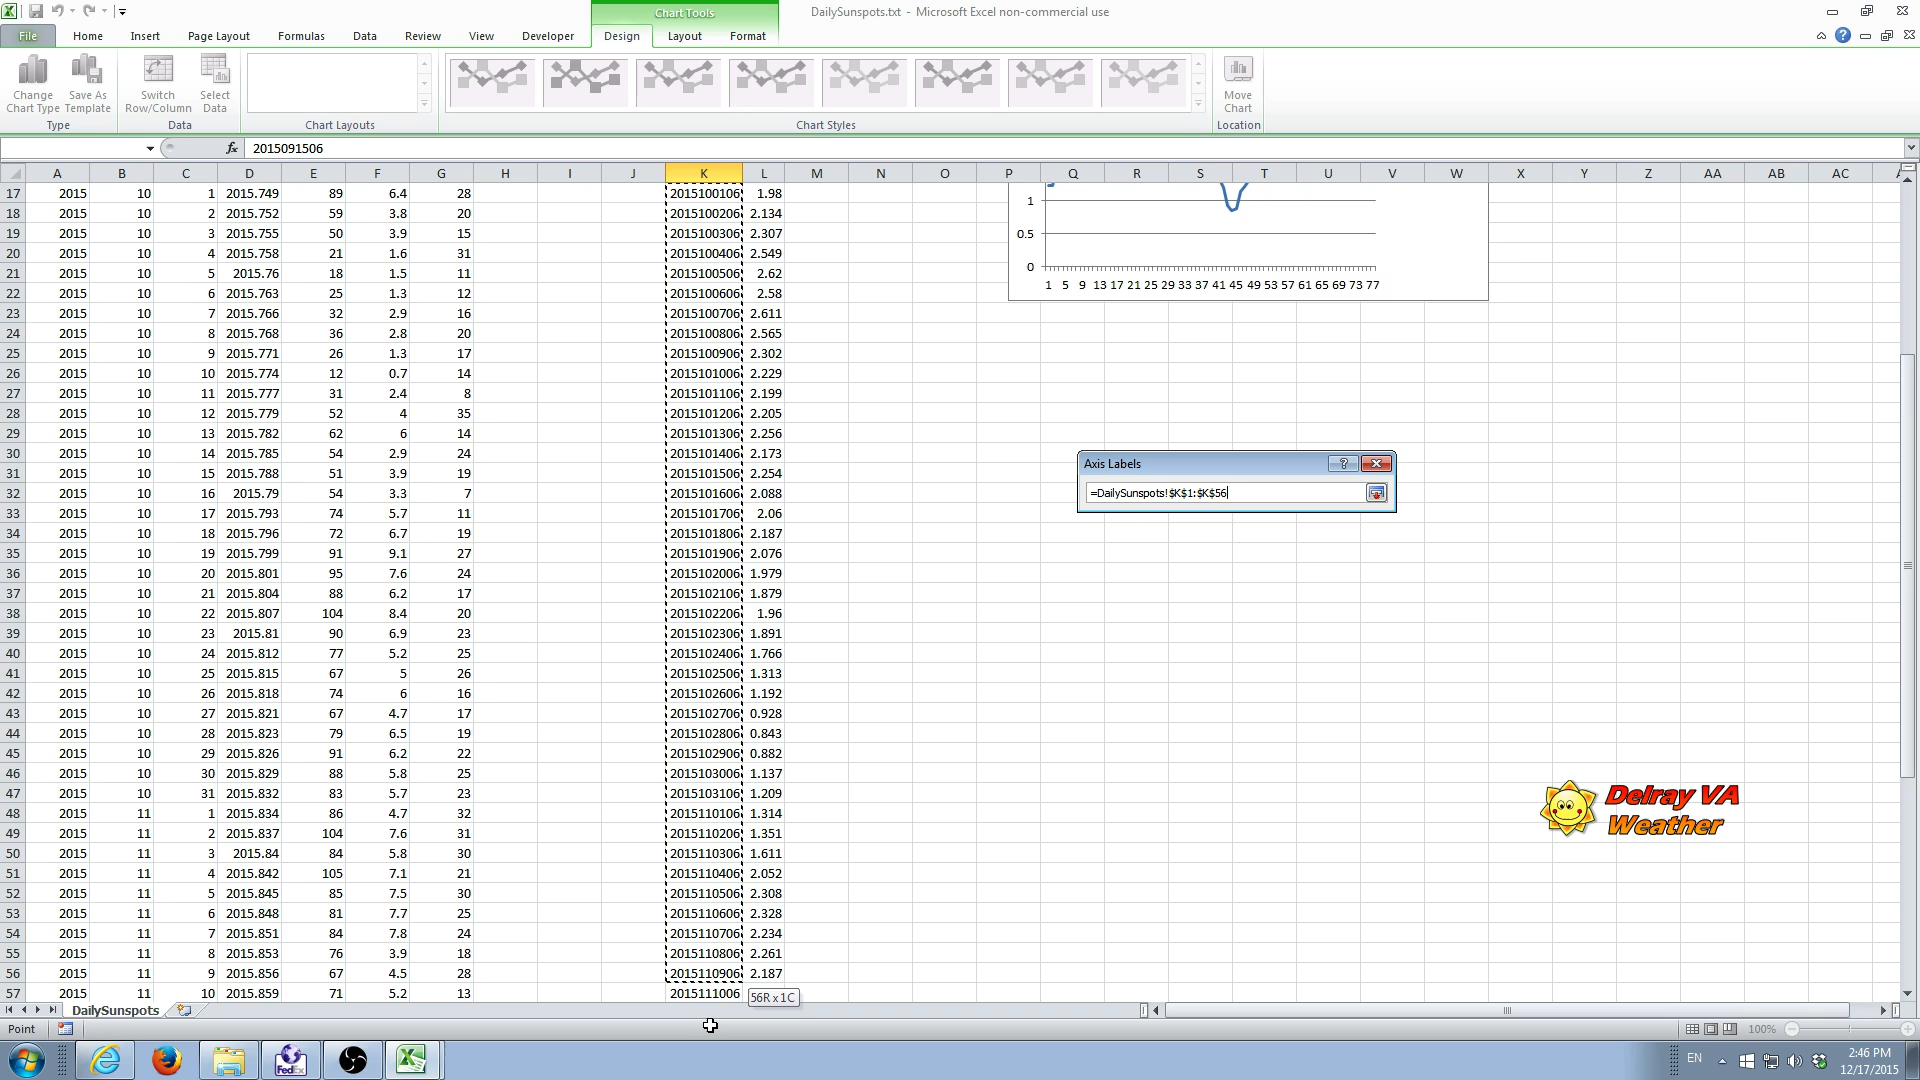 Chart Tools
DailySunspots.txt - Microsoft Excel non-commercial use
File Home Insert Page Layout Formulas Data Review View Developer Design Layout Format
Change Chart Type Save As Template Switch Row/Column Select Data Move Chart
Type Data Chart Layouts Chart Styles Location
fx 2015091506
A B C D E F G H I J K L M N O P Q R S T U V W X Y Z AA AB AC
17 2015 10 1 2015.749 89 6.4 28 2015100106 1.98
18 2015 10 2 2015.752 59 3.8 20 2015100206 2.134
19 2015 10 3 2015.755 50 3.9 15 2015100306 2.307
20 2015 10 4 2015.758 21 1.6 31 2015100406 2.549
21 2015 10 5 2015.76 18 1.5 11 2015100506 2.62
22 2015 10 6 2015.763 25 1.3 12 2015100606 2.58
23 2015 10 7 2015.766 32 2.9 16 2015100706 2.611
24 2015 10 8 2015.768 36 2.8 20 2015100806 2.565
25 2015 10 9 2015.771 26 1.3 17 2015100906 2.302
26 2015 10 10 2015.774 12 0.7 14 2015101006 2.229
27 2015 10 11 2015.777 31 2.4 8 2015101106 2.199
28 2015 10 12 2015.779 52 4 35 2015101206 2.205
29 2015 10 13 2015.782 62 6 14 2015101306 2.256
30 2015 10 14 2015.785 54 2.9 24 2015101406 2.173
31 2015 10 15 2015.788 51 3.9 19 2015101506 2.254
32 2015 10 16 2015.79 54 3.3 7 2015101606 2.088
33 2015 10 17 2015.793 74 5.7 11 2015101706 2.06
34 2015 10 18 2015.796 72 6.7 19 2015101806 2.187
35 2015 10 19 2015.799 91 9.1 27 2015101906 2.076
36 2015 10 20 2015.801 95 7.6 24 2015102006 1.979
37 2015 10 21 2015.804 88 6.2 17 2015102106 1.879
38 2015 10 22 2015.807 104 8.4 20 2015102206 1.96
39 2015 10 23 2015.81 90 6.9 23 2015102306 1.891
40 2015 10 24 2015.812 77 5.2 25 2015102406 1.766
41 2015 10 25 2015.815 67 5 26 2015102506 1.313
42 2015 10 26 2015.818 74 6 16 2015102606 1.192
43 2015 10 27 2015.821 67 4.7 17 2015102706 0.928
44 2015 10 28 2015.823 79 6.5 19 2015102806 0.843
45 2015 10 29 2015.826 91 6.2 22 2015102906 0.882
46 2015 10 30 2015.829 88 5.8 25 2015103006 1.137
47 2015 10 31 2015.832 83 5.7 23 2015103106 1.209
48 2015 11 1 2015.834 86 4.7 32 2015110106 1.314
49 2015 11 2 2015.837 104 7.6 31 2015110206 1.351
50 2015 11 3 2015.84 84 5.8 30 2015110306 1.611
51 2015 11 4 2015.842 105 7.1 21 2015110406 2.052
52 2015 11 5 2015.845 85 7.5 30 2015110506 2.308
53 2015 11 6 2015.848 81 7.7 25 2015110606 2.328
54 2015 11 7 2015.851 84 7.8 24 2015110706 2.234
55 2015 11 8 2015.853 76 3.9 18 2015110806 2.261
56 2015 11 9 2015.856 67 4.5 28 2015110906 2.187
57 2015 11 10 2015.859 71 5.2 13 2015111006
56R x 1C
1
0.5
0
1 5 9 13 17 21 25 29 33 37 41 45 49 53 57 61 65 69 73 77
Axis Labels
=DailySunspots!$K$1:$K$56
Delray VA
Weather
DailySunspots
Point 100%
FedEx
EN
2:46 PM
12/17/2015